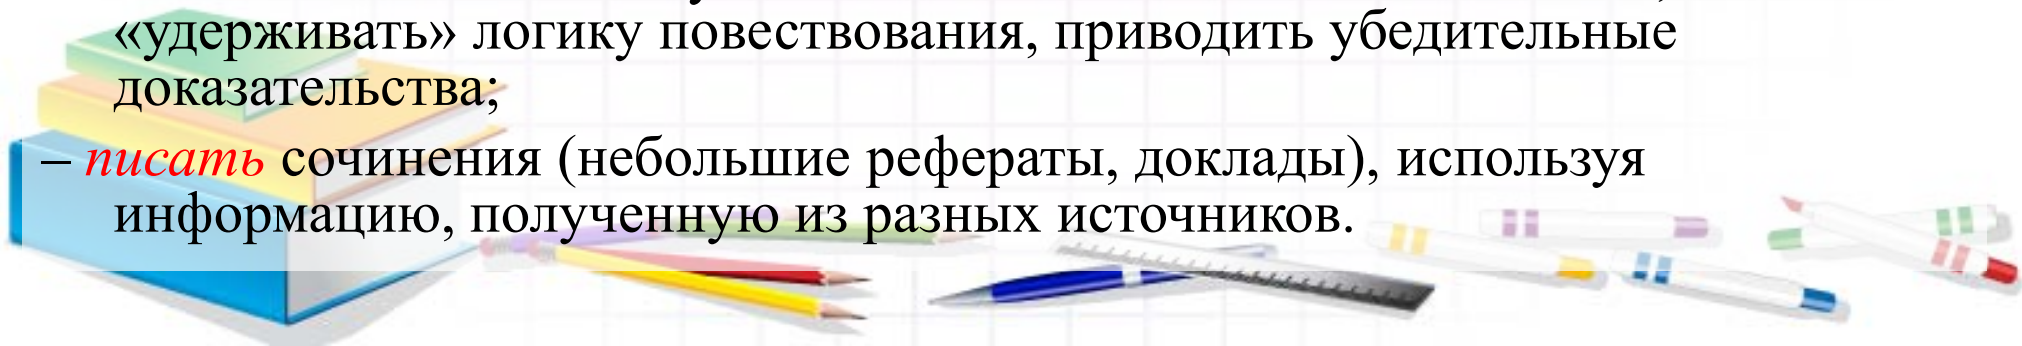 «удерживать» логику повествования, приводить убедительные
доказательства;
– писать сочинения (небольшие рефераты, доклады), используя
информацию, полученную из разных источников.